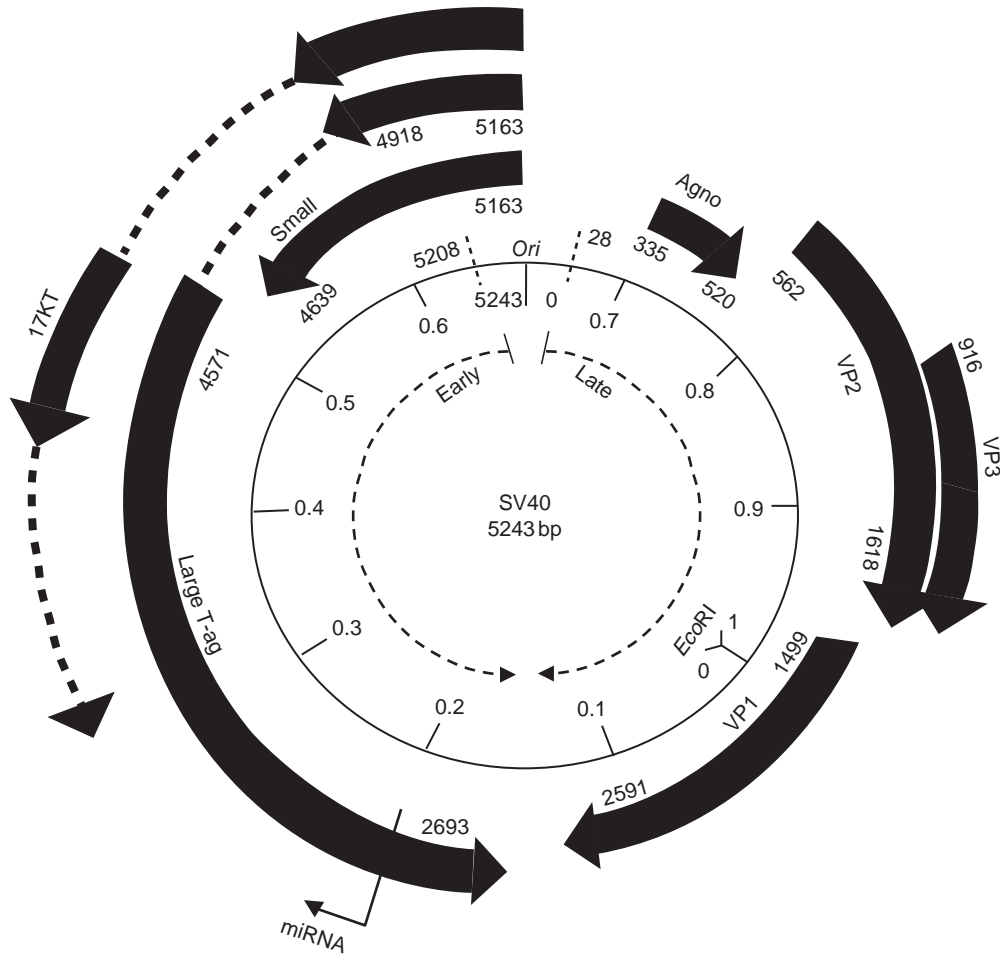 4918
5163
5163
Small
Agno
5208
Ori
28
335
4639
5243
0
520
562
0.6
0.7
17KT
4571
Early
Late
0.8
VP2
916
0.5
VP3
0.4
SV40
5243 bp
0.9
1618
Large T-ag
0.3
EcoRI
1
1499
0
0.2
0.1
VP1
2591
2693
miRNA